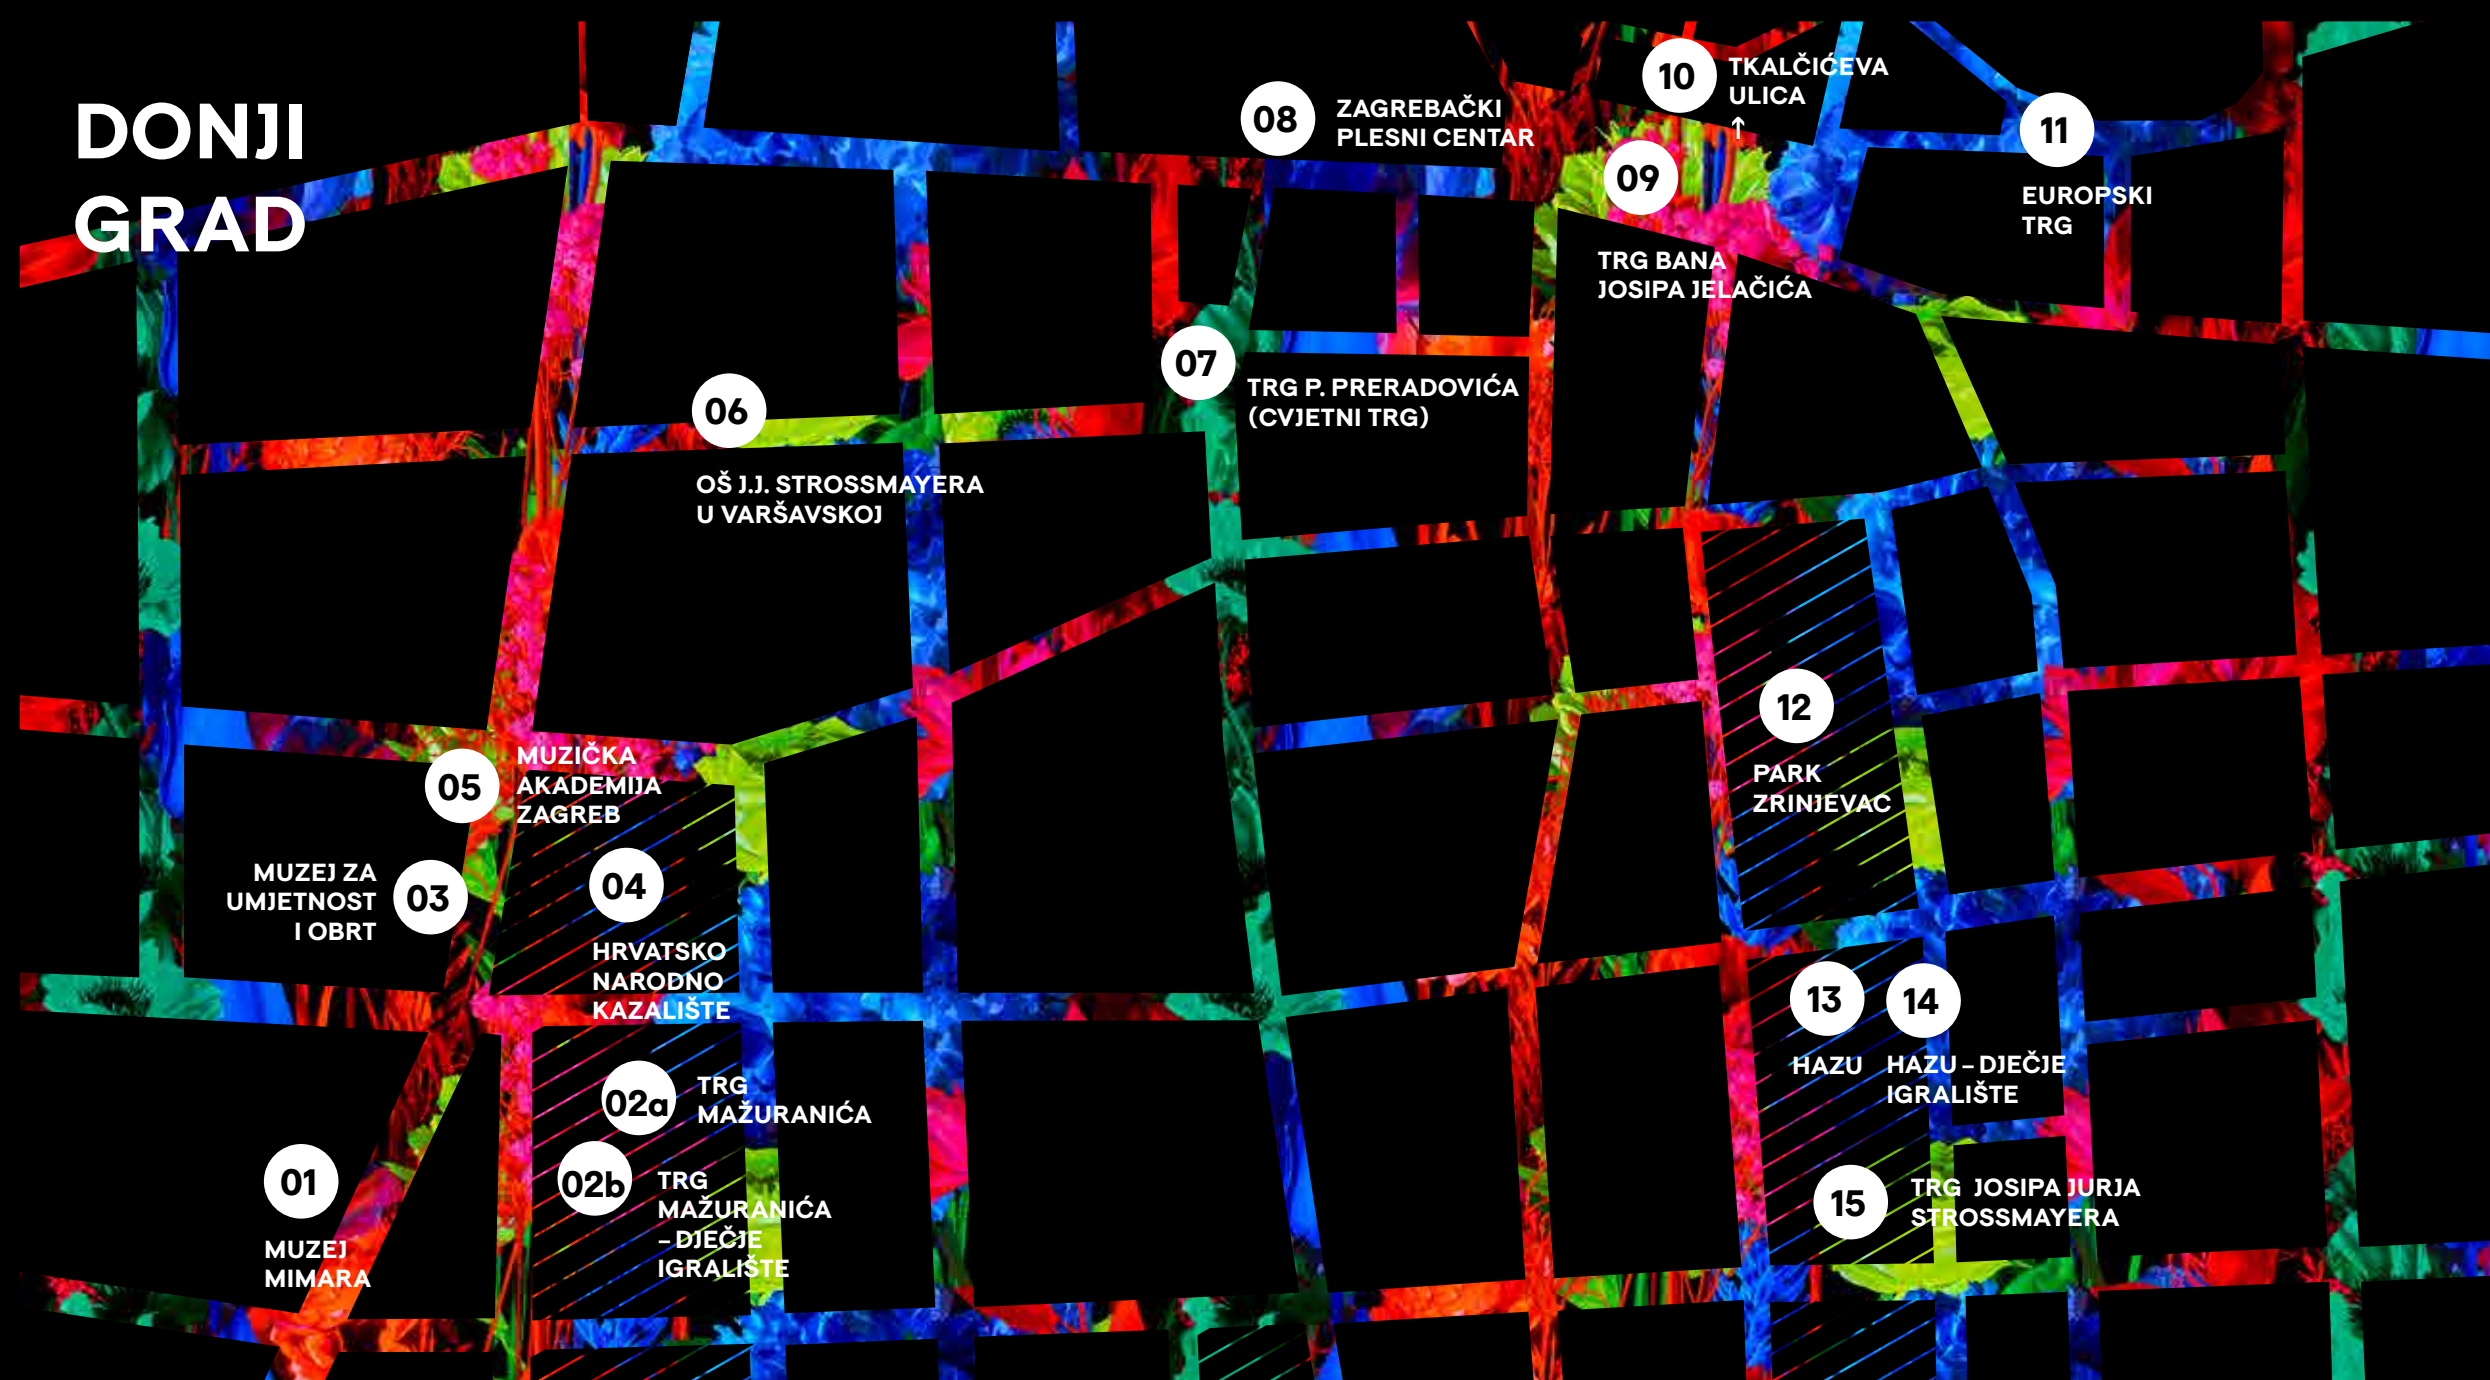 DONJI
GRAD
01
MUZEJ
MIMARA
02a
TRG
MAŽURANIĆA
02b
TRG
MAŽURANIĆA
– DJEČJE
IGRALIŠTE
03
MUZEJ ZA
UMJETNOST
I OBRT
04
HRVATSKO
NARODNO
KAZALIŠTE
05
MUZIČKA
AKADEMIJA
ZAGREB
06
OŠ J.J. STROSSMAYERA
U VARŠAVSKOJ
07
TRG P. PRERADOVIĆA
(CVJETNI TRG)
08
ZAGREBAČKI
PLESNI CENTAR
09
TRG BANA
JOSIPA JELAČIĆA
10
TKALČIĆEVA
ULICA
↑
11
EUROPSKI
TRG
12
PARK
ZRINJEVAC
13
HAZU
14
HAZU – DJEČJE
IGRALIŠTE
15
TRG JOSIPA JURJA
STROSSMAYERA